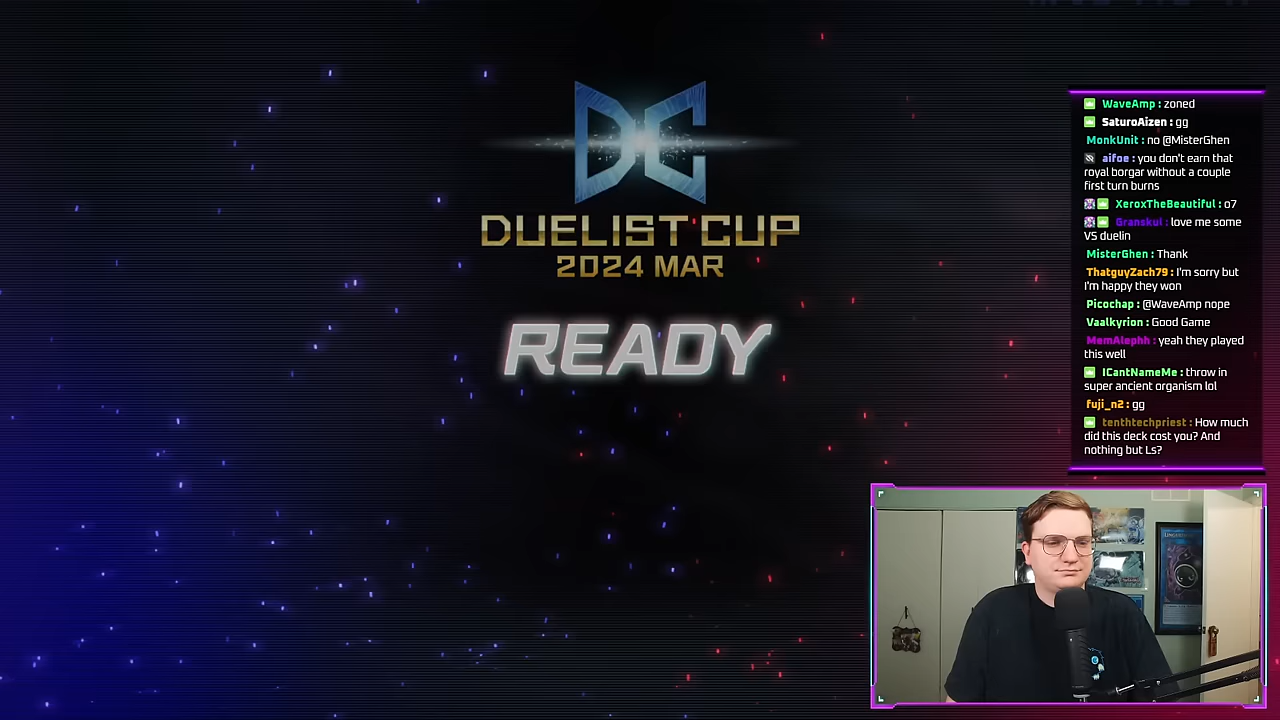 DC
DUELIST CUP
2024 MAR
READY
WaveAmp : zoned
SaturoAizen : gg
MonkUnit : no @MisterGhen
aifoe : you don't earn that
royal borgar without a couple
first turn burns
XeroxTheBeautiful : o7
Granskul : love me some
VS duelin
MisterGhen : Thank
ThatguyZach79 : I'm sorry but
I'm happy they won
Picochap : @WaveAmp nope
Vaalkyrion : Good Game
MemAlephh : yeah they played
this well
ICantNameMe : throw in
super ancient organism lol
fuji_n2 : gg
tenthtechpriest : How much
did this deck cost you? And
nothing but Ls?